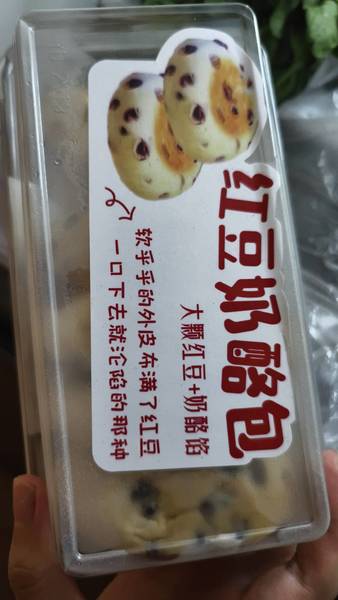 红豆奶酪包
大颗红豆+奶酪馅
软乎乎的外皮布满了红豆
一口下去就沦陷的那种